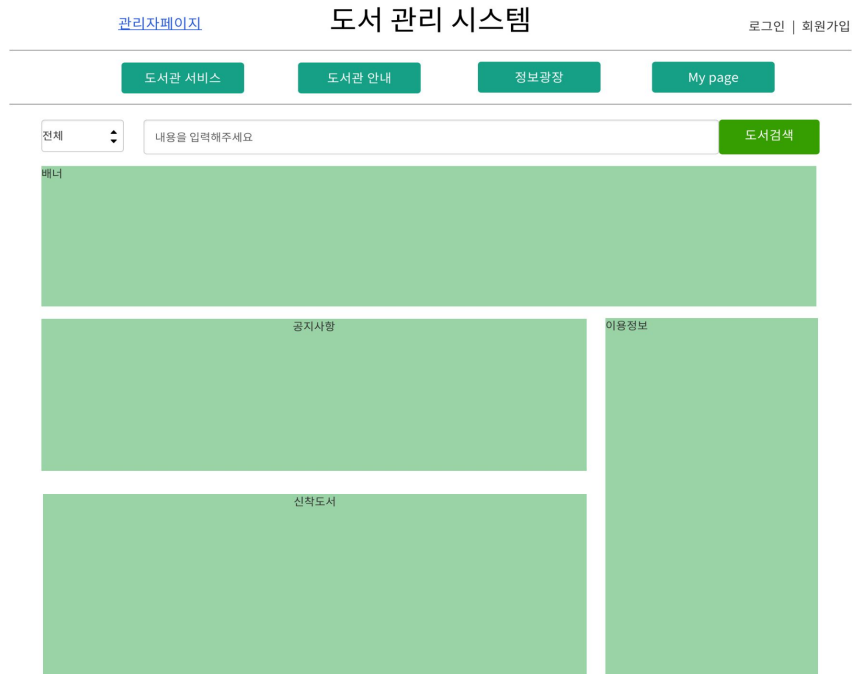 관리자페이지
도서 관리 시스템
로그인 | 회원가입
도서관 서비스
도서관 안내
정보광장
My page
전체
내용을 입력해주세요
도서검색
배너
공지사항
이용정보
신착도서